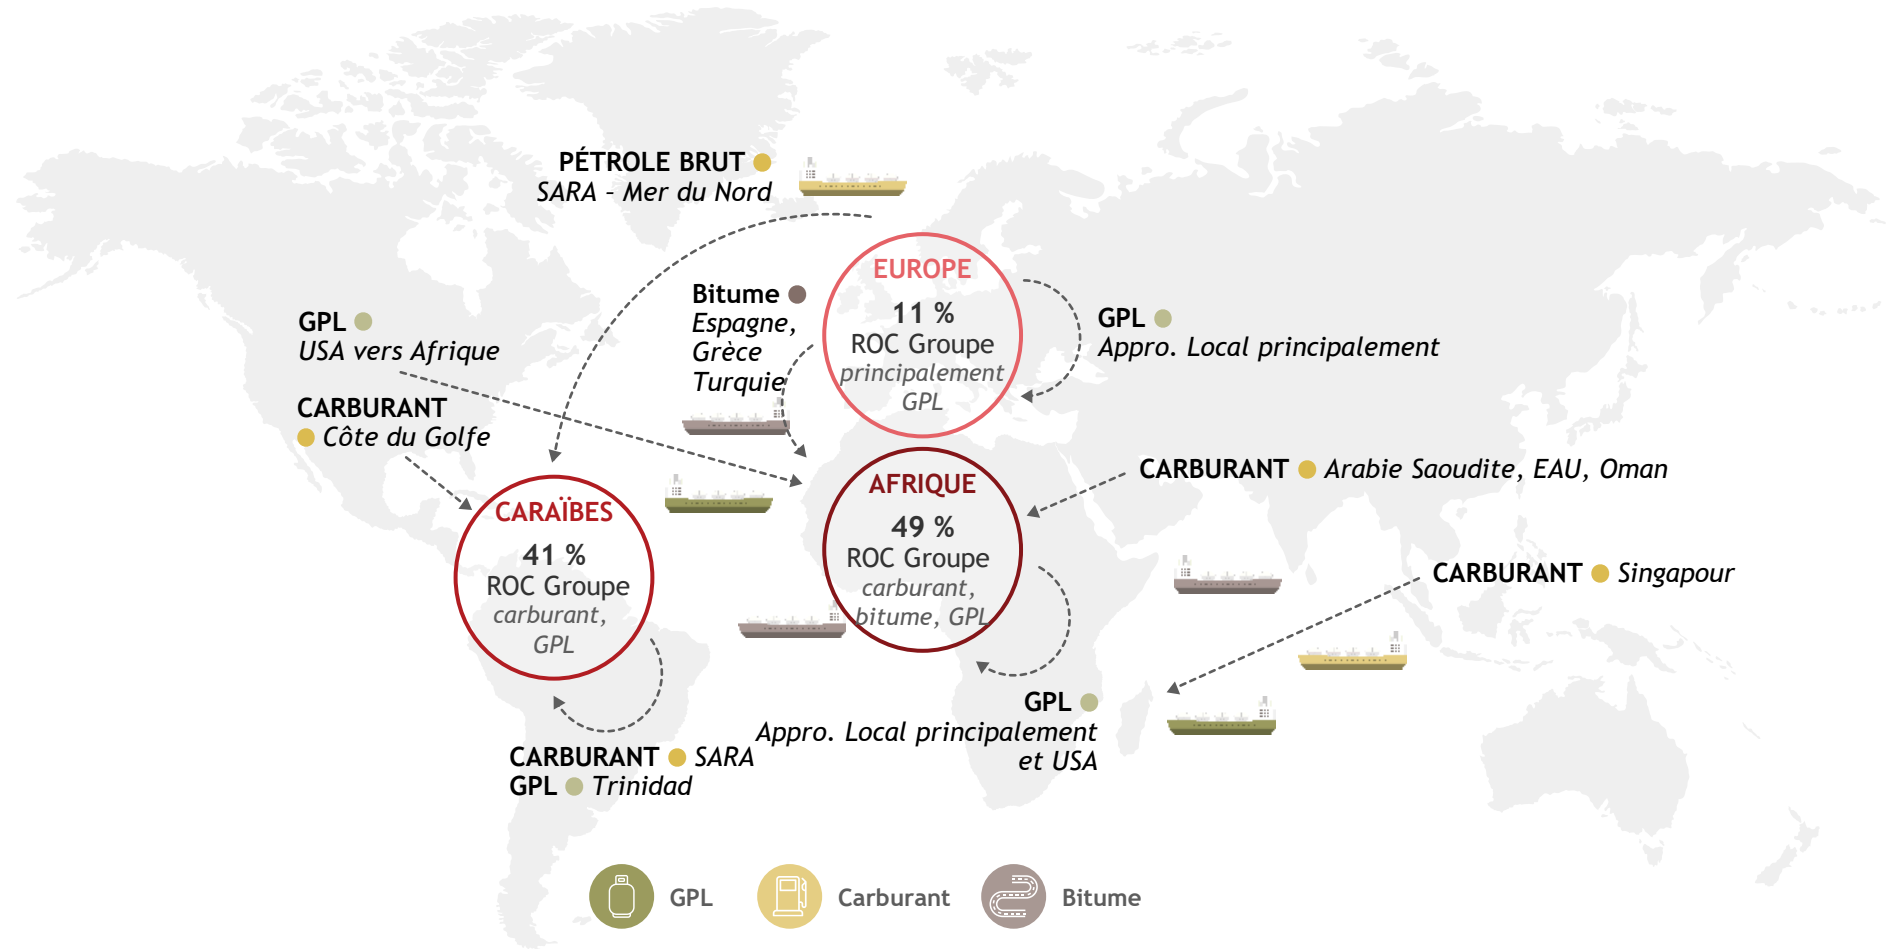 PÉTROLE BRUT
SARA – Mer du Nord
EUROPE
11 %
ROC Groupe
principalement
GPL
Bitume
Espagne,
Grèce
Turquie
GPL
Appro. Local principalement
GPL
USA vers Afrique
CARBURANT
Côte du Golfe
CARAÏBES
41 %
ROC Groupe
carburant,
GPL
AFRIQUE
49 %
ROC Groupe
carburant,
bitume, GPL
CARBURANT Arabie Saoudite, EAU, Oman
CARBURANT Singapour
GPL
Appro. Local principalement
et USA
CARBURANT SARA
GPL Trinidad
GPL
Carburant
Bitume